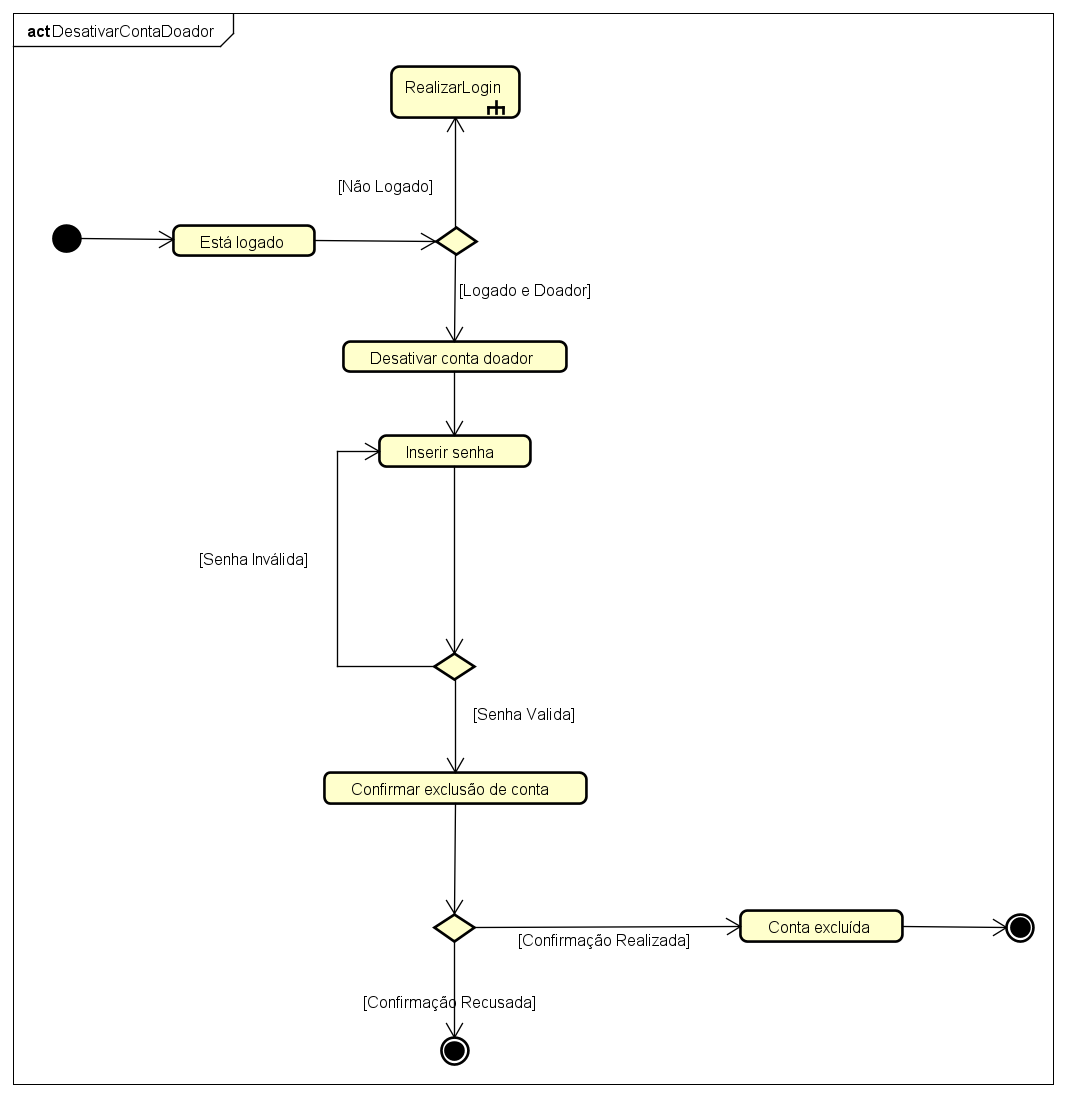 act DesativarContaDoador
RealizarLogin
[Não Logado]
Está logado
[Logado e Doador]
Desativar conta doador
Inserir senha
[Senha Inválida]
[Senha Valida]
Confirmar exclusão de conta
Conta excluída
[Confirmação Realizada]
[Confirmação Recusada]